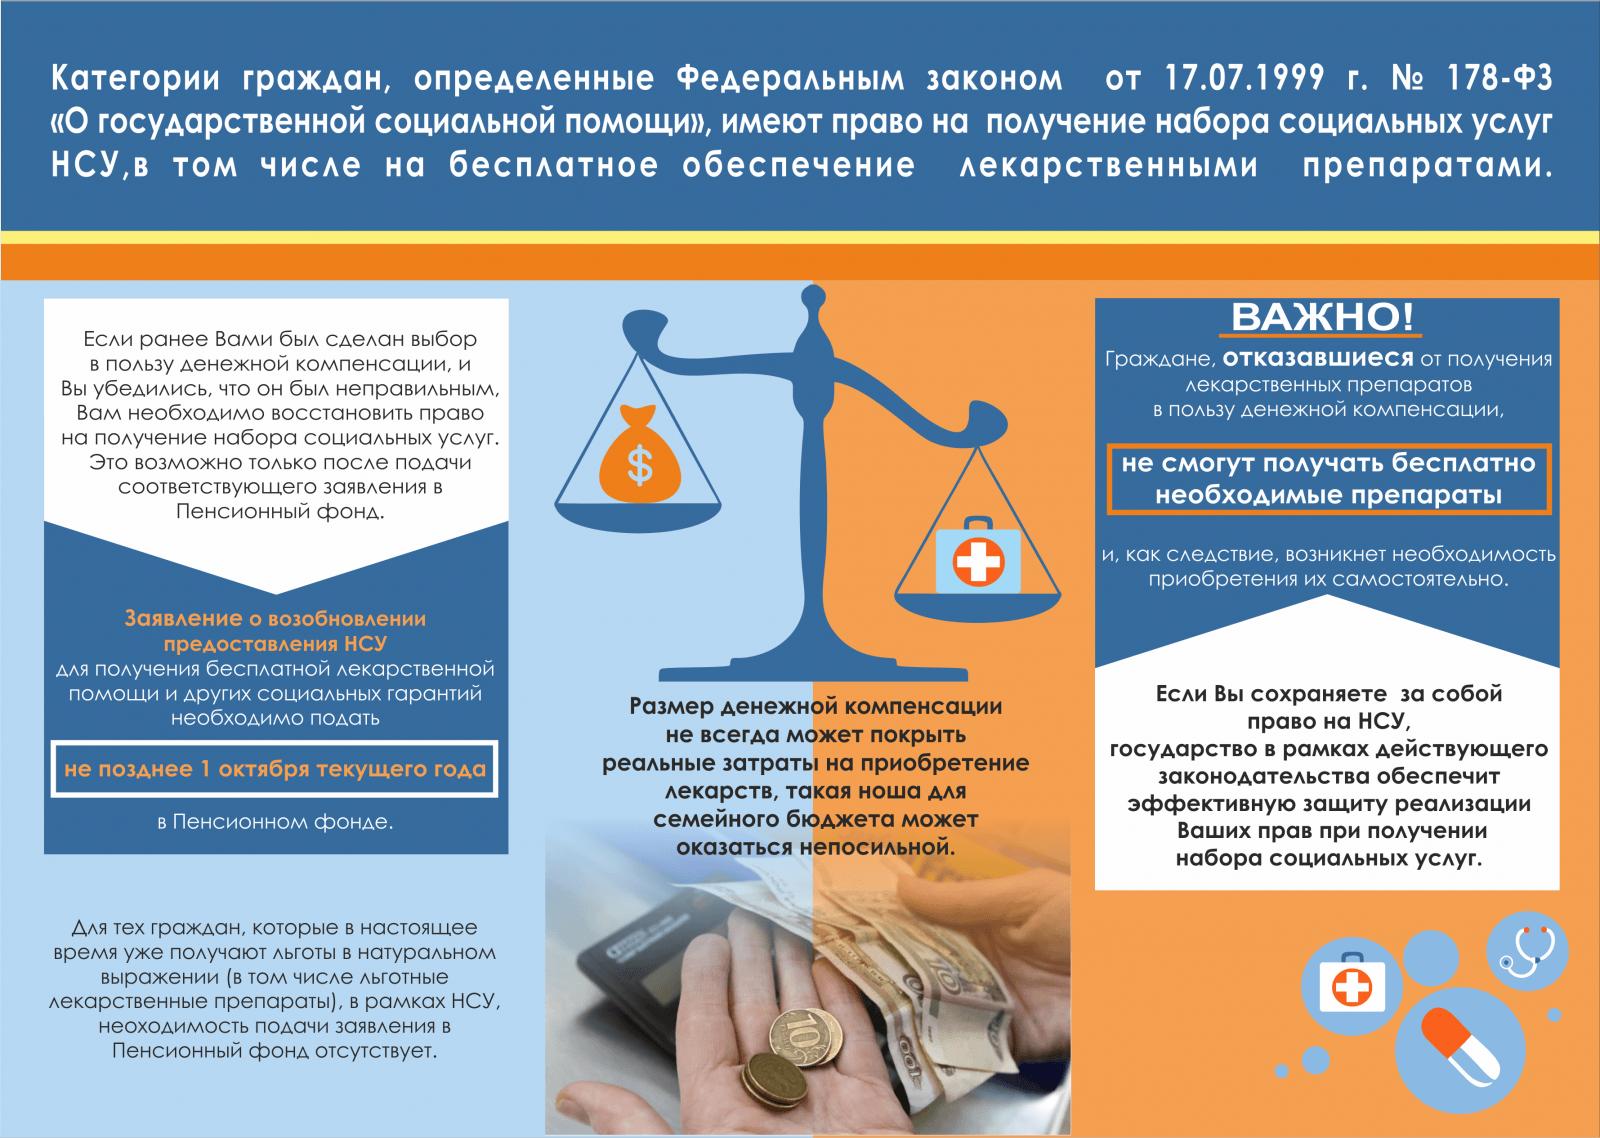 Категории граждан, определенные Федеральным законом от 17.07.1999 г. № 178-ФЗ
«О государственной социальной помощи», имеют право на получение набора социальных услуг
НСУ,в том числе на бесплатное обеспечение лекарственными препаратами.
Если ранее Вами был сделан выбор
в пользу денежной компенсации, и
Вы убедились, что он был неправильным,
Вам необходимо восстановить право
на получение набора социальных услуг.
Это возможно только после подачи
соответствующего заявления в
Пенсионный фонд.
Заявление о возобновлении
предоставления НСУ
для получения бесплатной лекарственной
помощи и других социальных гарантий
необходимо подать
не позднее 1 октября текущего года
в Пенсионном фонде.
Для тех граждан, которые в настоящее
время уже получают льготы в натуральном
выражении (в том числе льготные
лекарственные препараты), в рамках НСУ,
неоходимость подачи заявления в
Пенсионный фонд отсутствует.
$
Размер денежной компенсации
не всегда может покрыть
реальные затраты на приобретение
лекарств, такая ноша для
семейного бюджета может
оказаться непосильной.
10
100
ВАЖНО!
Граждане, отказавшиеся от получения
лекарственных препаратов
в пользу денежной компенсации,
не смогут получать бесплатно
необходимые препараты
и, как следствие, возникнет необходимость
приобретения их самостоятельно.
Если Вы сохраняете за собой
право на НСУ,
государство в рамках действующего
законодательства обеспечит
эффективную защиту реализации
Ваших прав при получении
набора социальных услуг.